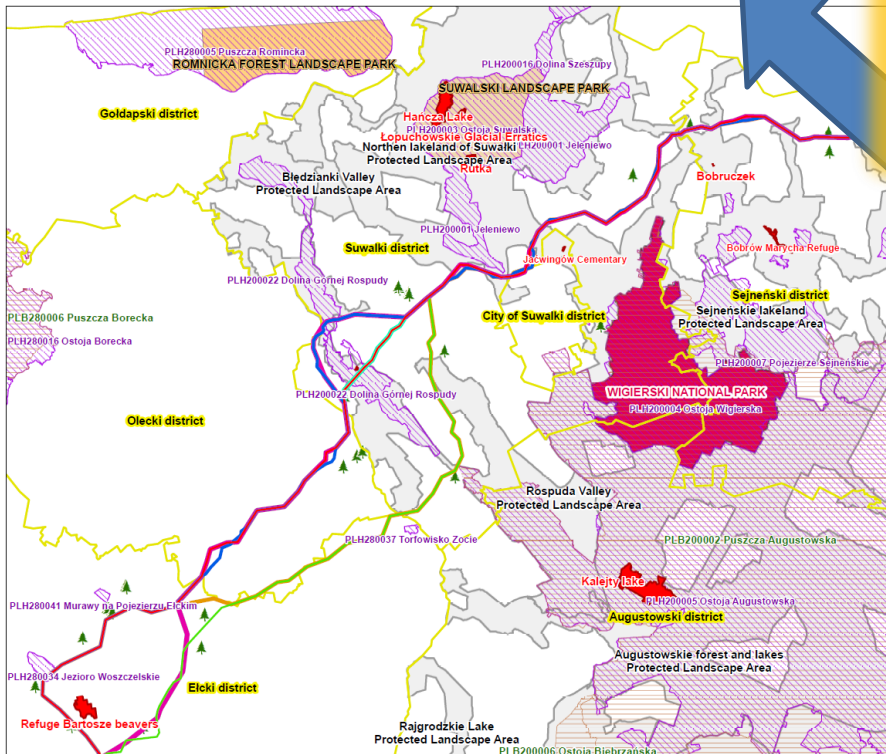 PLH280005 Puszcza Romincka
ROMNICKA FOREST LANDSCAPE PARK
PLH200016 Dolina Szeszupy
SUWALSKI LANDSCAPE PARK
Gołdapski district
Hańcza Lake
PLH200003 Ostoja Suwalska
Łopuchowskie Glacial Erratics
Northen lakeland of Suwałki
Protected Landscape Area
PLH200001 Jeleniewo
Rutka
Bobruczek
Błędzianki Valley
Protected Landscape Area
PLH200001 Jeleniewo
Suwalki district
Jacwingów Cementary
Bobrów Marycha Refuge
PLH200022 Dolina Górnej Rospudy
Sejneński district
Sejneńskie lakeland
Protected Landscape Area
PLB280006 Puszcza Borecka
City of Suwalki district
PLH280016 Ostoja Borecka
PLH200007 Pojezierze Sejneńskie
PLH200022 Dolina Górnej Rospudy
WIGIERSKI NATIONAL PARK
PLH200004 Ostoja Wigierska
Olecki district
Rospuda Valley
Protected Landscape Area
PLH280037 Torfowisko Zocie
PLB200002 Puszcza Augustowska
Kalejty lake
PLH280041 Murawy na Pojezierzu Ełckim
PLH200005 Ostoja Augustowska
Augustowski district
Augustowskie forest and lakes
Protected Landscape Area
PLH280034 Jezioro Woszczelskie
Ełcki district
Refuge Bartosze beavers
Rajgrodzkie Lake
Protected Landscape Area
PLB200006 Ostoja Biebrzańska